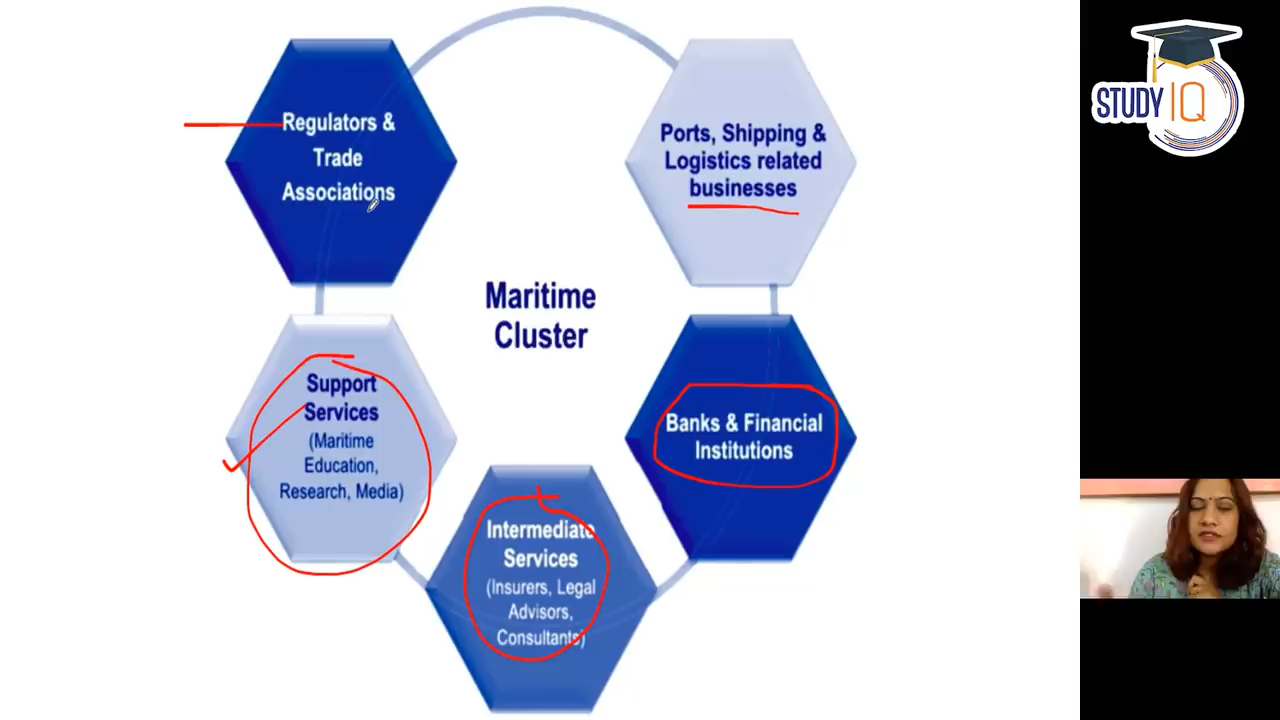 Regulators &
Trade
Associations
Ports, Shipping &
Logistics related
businesses
Maritime
Cluster
Support
Services
(Maritime
Education,
Research, Media)
Banks & Financial
Institutions
Intermediate
Services
(Insurers, Legal
Advisors,
Consultants)
STUDY IQ